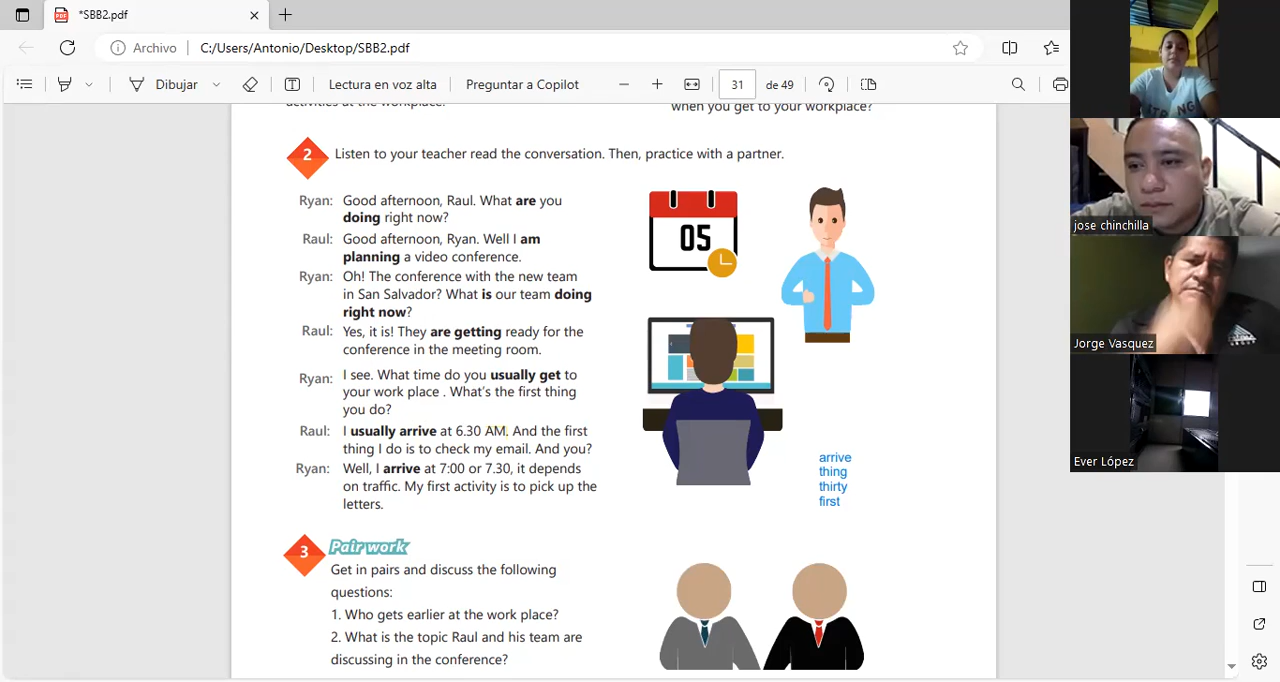 *SBB2.pdf
Archivo C:/Users/Antonio/Desktop/SBB2.pdf
Dibujar Lectura en voz alta Preguntar a Copilot 31 de 49
activities at the workplace.
when you get to your workplace?
2 Listen to your teacher read the conversation. Then, practice with a partner.
Ryan: Good afternoon, Raul. What are you
doing right now?
Raul: Good afternoon, Ryan. Well I am
planning a video conference.
Ryan: Oh! The conference with the new team
in San Salvador? What is our team doing
right now?
Raul: Yes, it is! They are getting ready for the
conference in the meeting room.
Ryan: I see. What time do you usually get to
your work place . What's the first thing
you do?
Raul: I usually arrive at 6.30 AM. And the first
thing I do is to check my email. And you?
Ryan: Well, I arrive at 7:00 or 7.30, it depends
on traffic. My first activity is to pick up the
letters.
05
arrive
thing
thirty
first
3 Pair work
Get in pairs and discuss the following
questions:
1. Who gets earlier at the work place?
2. What is the topic Raul and his team are
discussing in the conference?
STRONG
jose chinchilla
Jorge Vasquez
Ever López